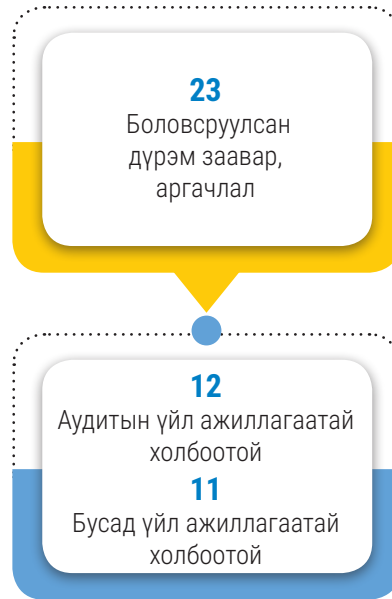 23
Боловсруулсан
дүрэм заавар,
аргачлал
12
Аудитын үйл ажиллагаатай
холбоотой
11
Бусад үйл ажиллагаатай
холбоотой